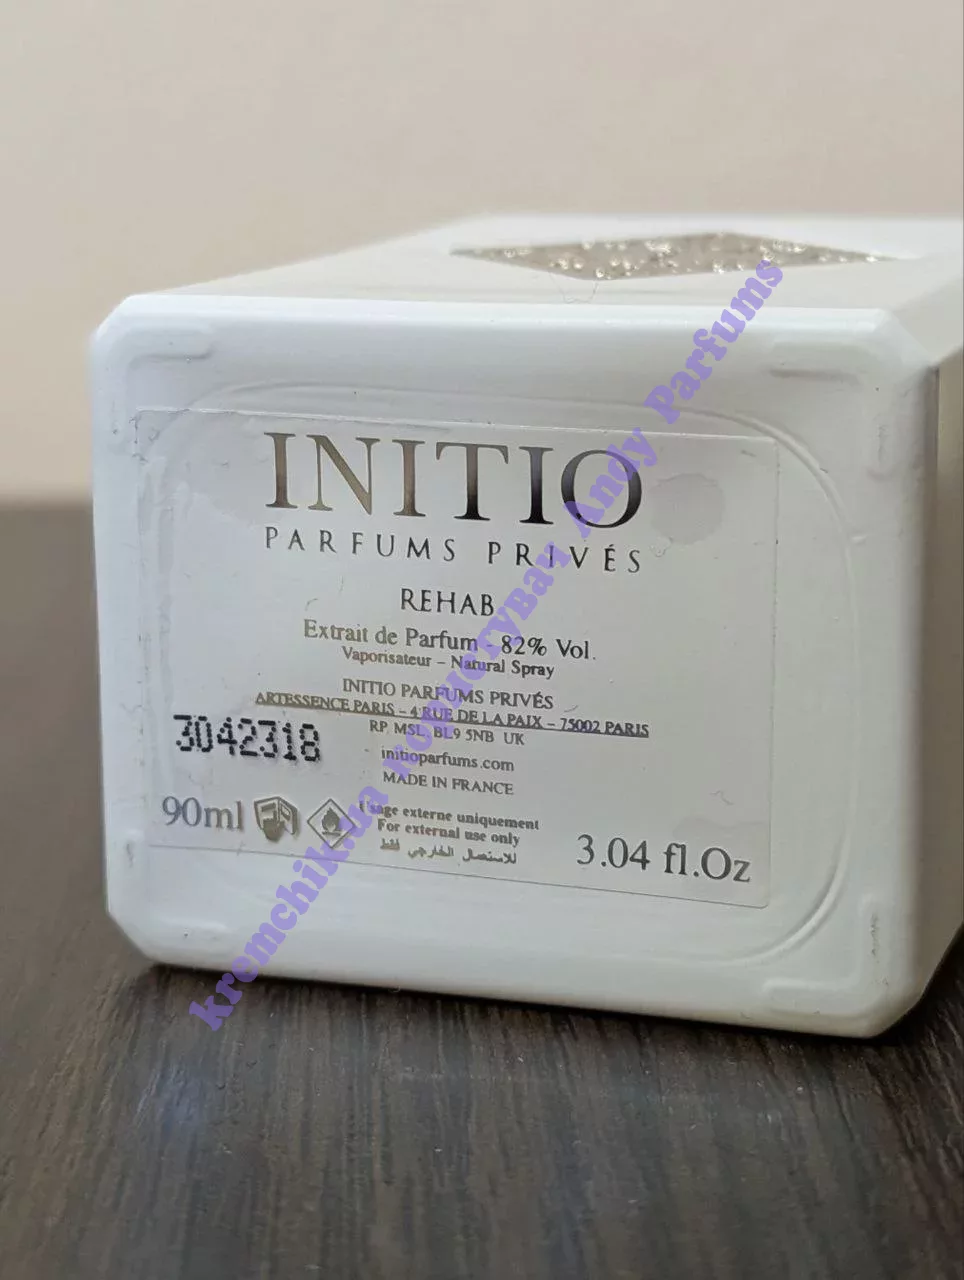 INITIO
PARFUMS PRIVÉS
REHAB
Extrait de Parfum - 82% Vol.
Vaporisateur – Natural Spray
INITIO PARFUMS PRIVÉS
ARTESSENCE PARIS – 4 RUE DE LA PAIX – 75002 PARIS
RP. MSL. BL9 5NB UK
3042318
initioparfums.com
MADE IN FRANCE
90ml
Usage externe uniquement
For external use only
للاستعمال الخارجي فقط
3.04 fl.Oz
kremchik.ua користувач Andy Parfums